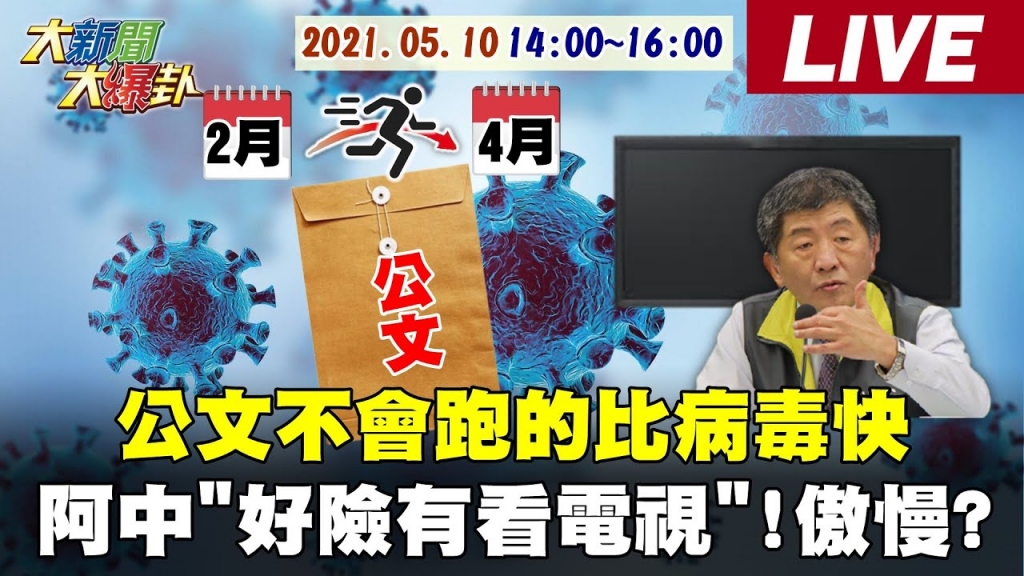 大新聞
大爆卦
2021.05.10 14:00~16:00
LIVE
2月
4月
公文
公文不會跑的比病毒快
阿中"好險有看電視"!傲慢?